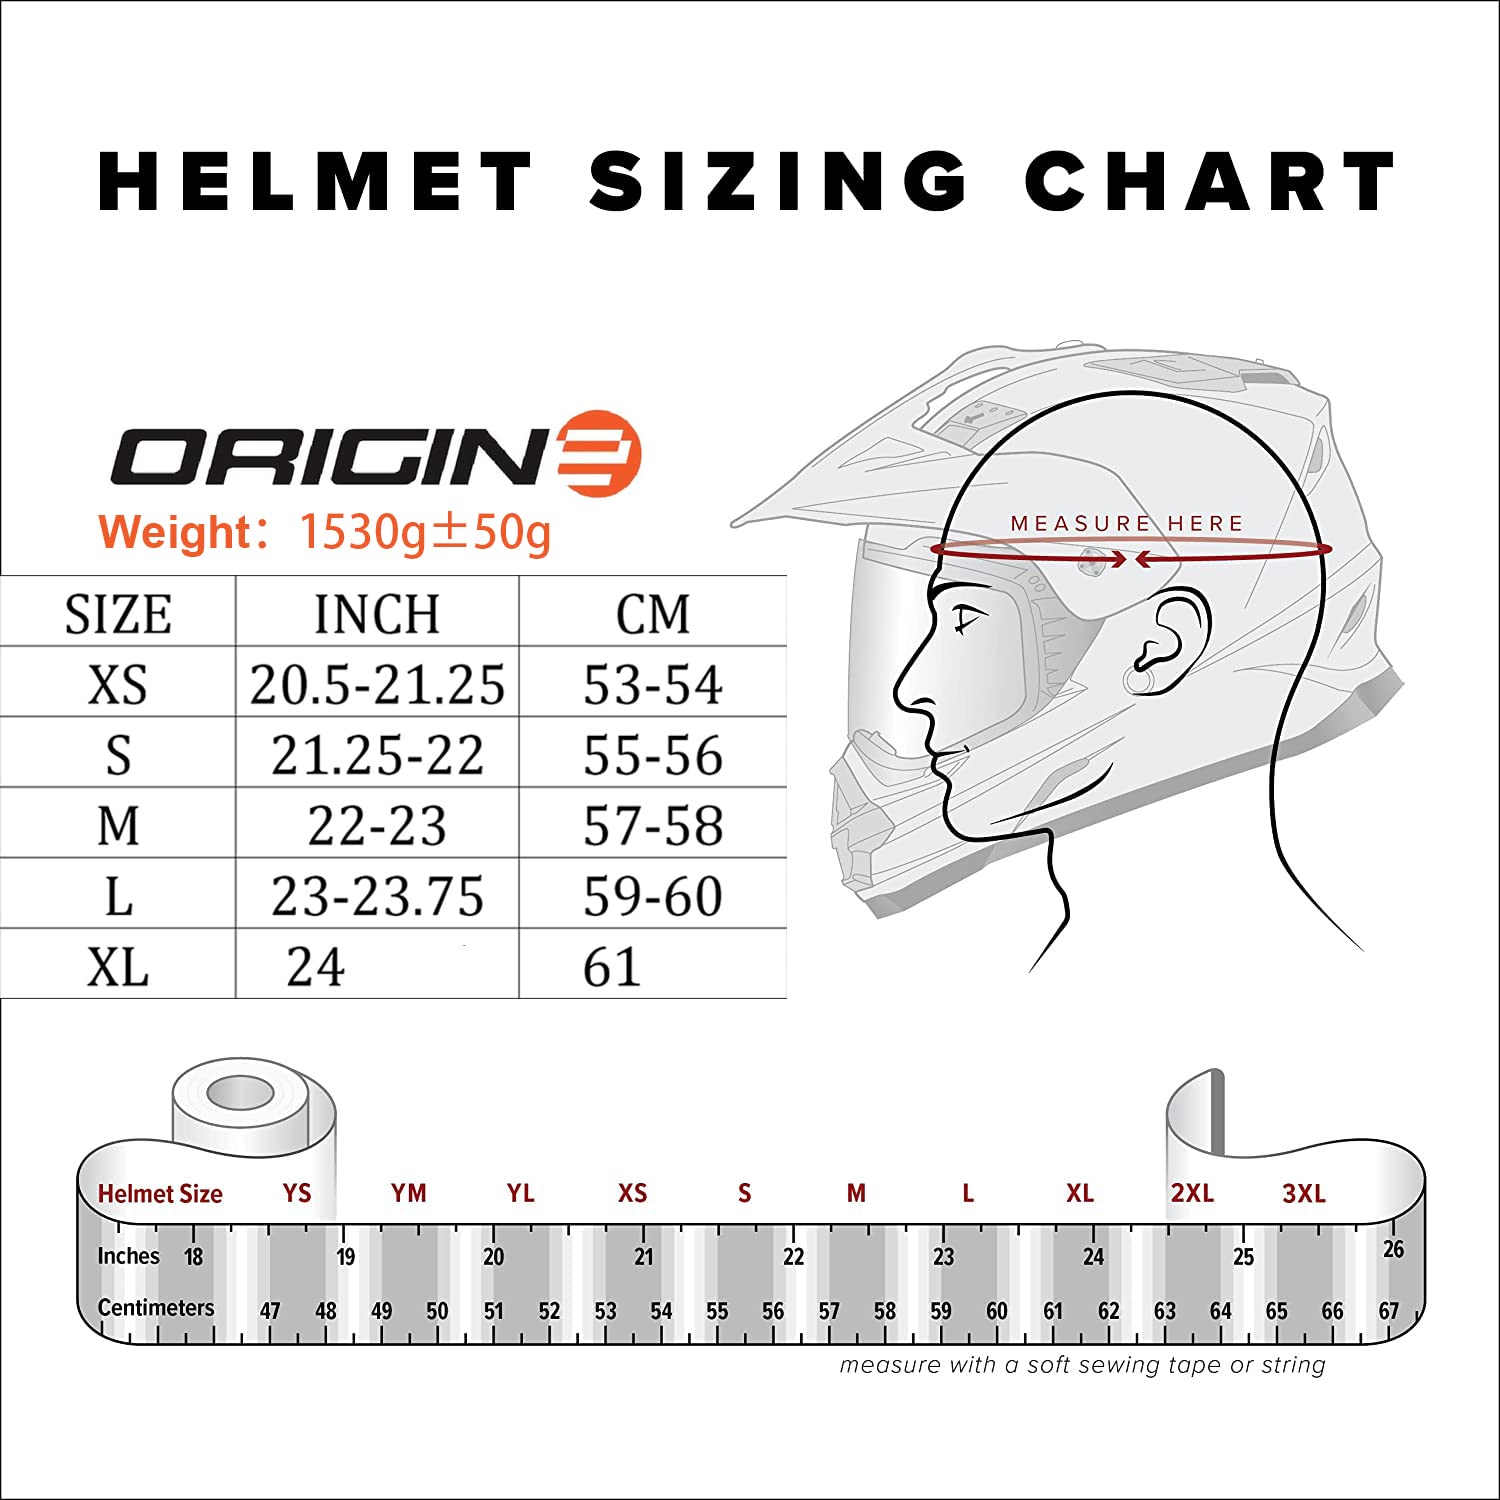 HELMET SIZING CHART
ORIGIN3
Weight: 1530g±50g
SIZE INCH CM
XS 20.5-21.25 53-54
S 21.25-22 55-56
M 22-23 57-58
L 23-23.75 59-60
XL 24 61
MEASURE HERE
Helmet Size YS YM YL XS S M L XL 2XL 3XL
Inches 18 19 20 21 22 23 24 25 26
Centimeters 47 48 49 50 51 52 53 54 55 56 57 58 59 60 61 62 63 64 65 66 67
measure with a soft sewing tape or string